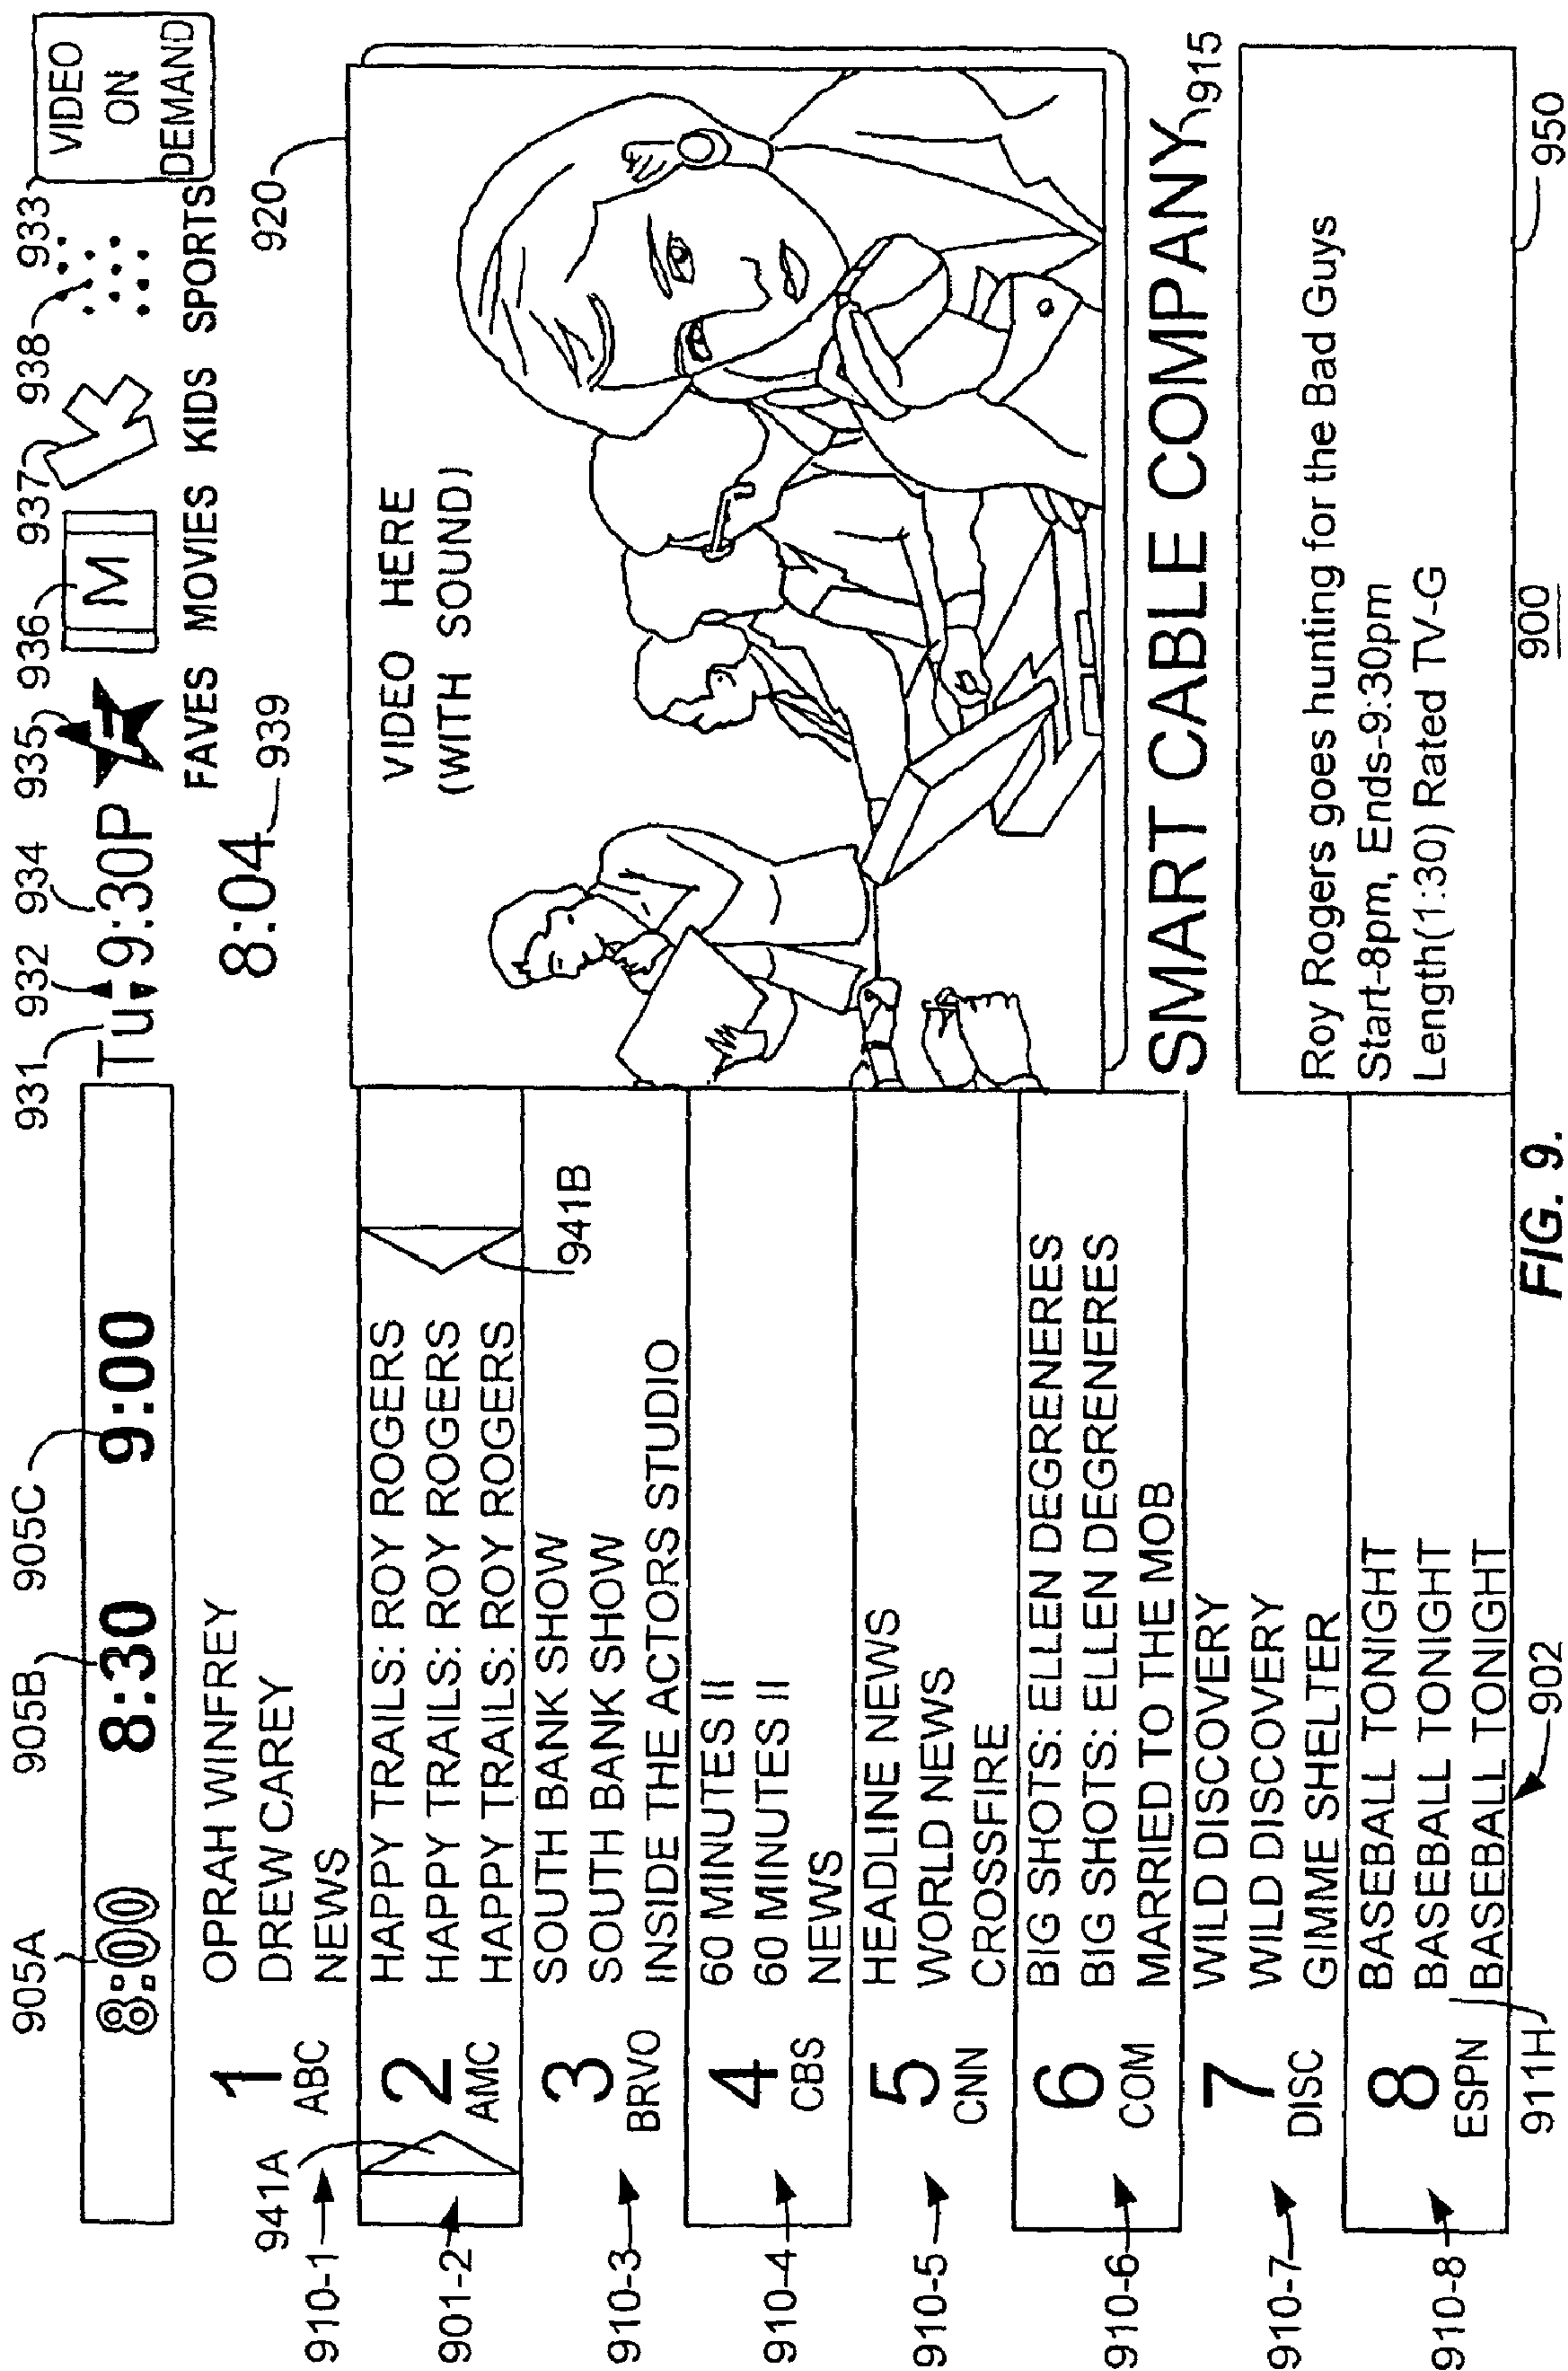 905A
905B
905C
931
932
934
935
936
937
938
933
8:00 8:30 9:00
Tu 9:30P
F
M
K
VIDEO
ON
DEMAND
FAVES MOVIES KIDS SPORTS
8:04
939
920
941A
910-1
1
ABC
OPRAH WINFREY
DREW CAREY
NEWS
901-2
2
AMC
HAPPY TRAILS: ROY ROGERS
HAPPY TRAILS: ROY ROGERS
HAPPY TRAILS: ROY ROGERS
941B
910-3
3
BRVO
SOUTH BANK SHOW
SOUTH BANK SHOW
INSIDE THE ACTORS STUDIO
910-4
4
CBS
60 MINUTES II
60 MINUTES II
NEWS
910-5
5
CNN
HEADLINE NEWS
WORLD NEWS
CROSSFIRE
910-6
6
COM
BIG SHOTS: ELLEN DEGRENERES
BIG SHOTS: ELLEN DEGRENERES
MARRIED TO THE MOB
910-7
7
DISC
WILD DISCOVERY
WILD DISCOVERY
GIMME SHELTER
910-8
8
ESPN
BASEBALL TONIGHT
BASEBALL TONIGHT
BASEBALL TONIGHT
911H
902
VIDEO HERE
(WITH SOUND)
SMART CABLE COMPANY
915
Roy Rogers goes hunting for the Bad Guys
Start-8pm, Ends-9:30pm
Length(1:30) Rated TV-G
950
900
FIG. 9.